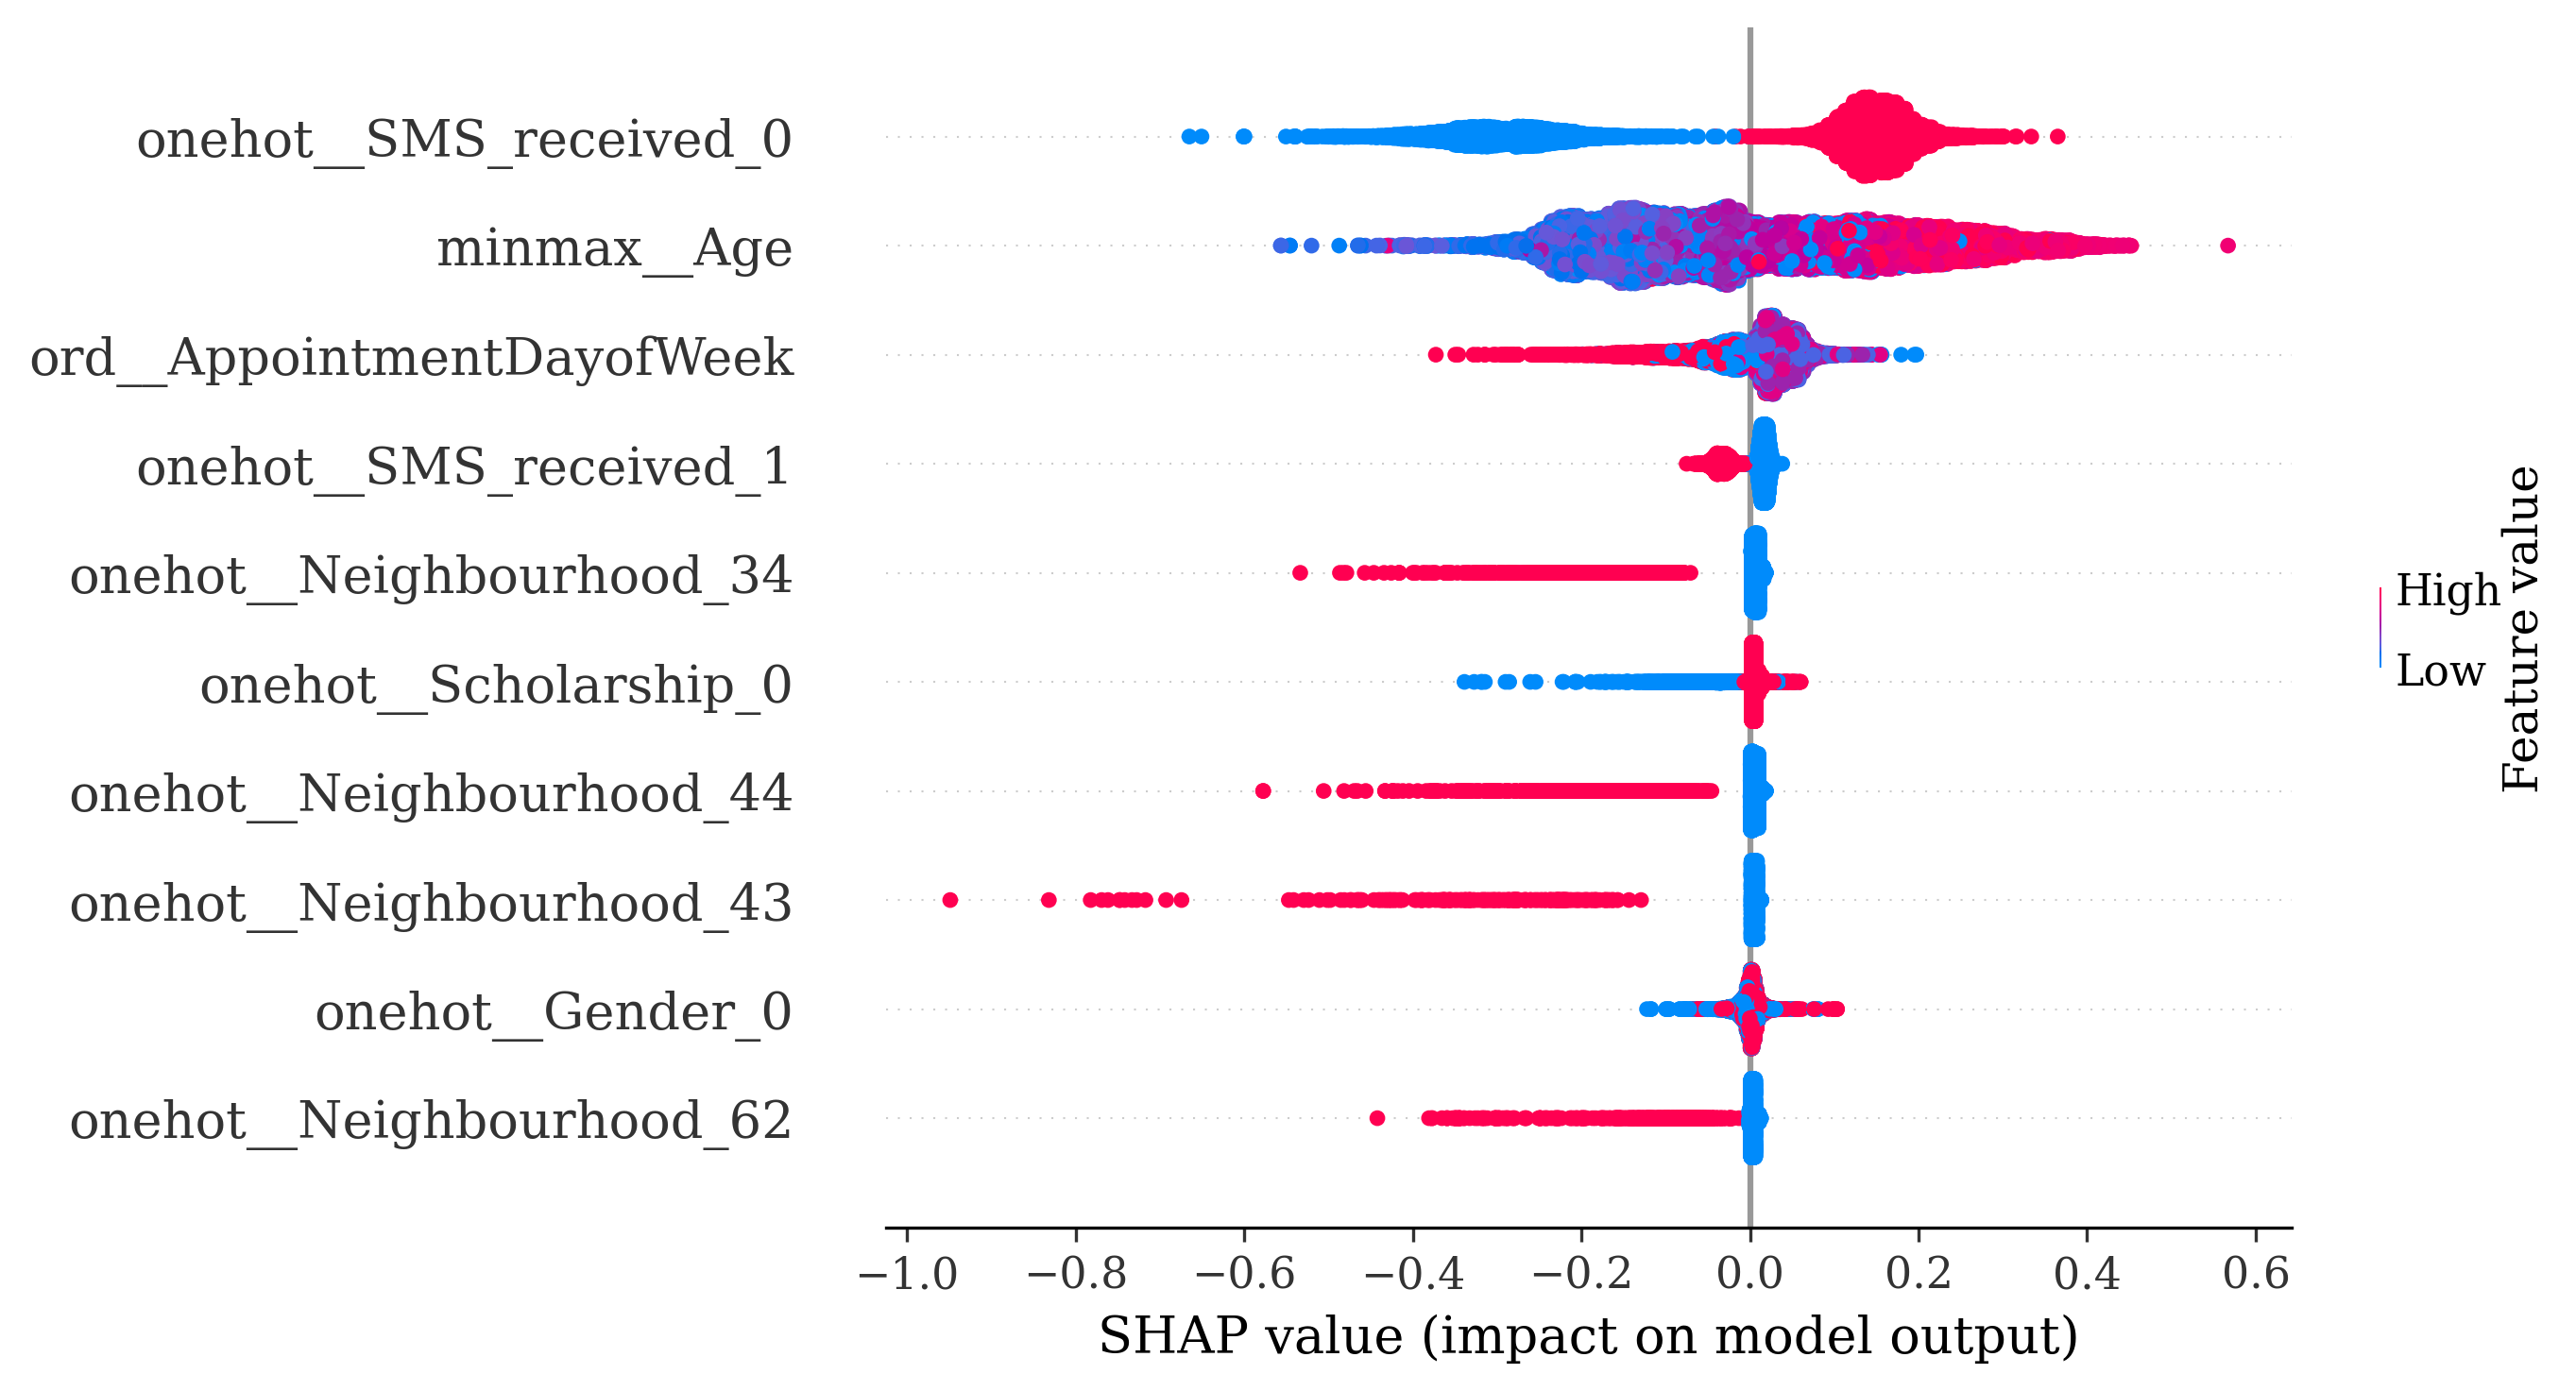 onehot__SMS_received_0
minmax__Age
ord__AppointmentDayofWeek
onehot__SMS_received_1
onehot__Neighbourhood_34
onehot__Scholarship_0
onehot__Neighbourhood_44
onehot__Neighbourhood_43
onehot__Gender_0
onehot__Neighbourhood_62
−1.0 −0.8 −0.6 −0.4 −0.2 0.0 0.2 0.4 0.6
SHAP value (impact on model output)
High
Low
Feature value